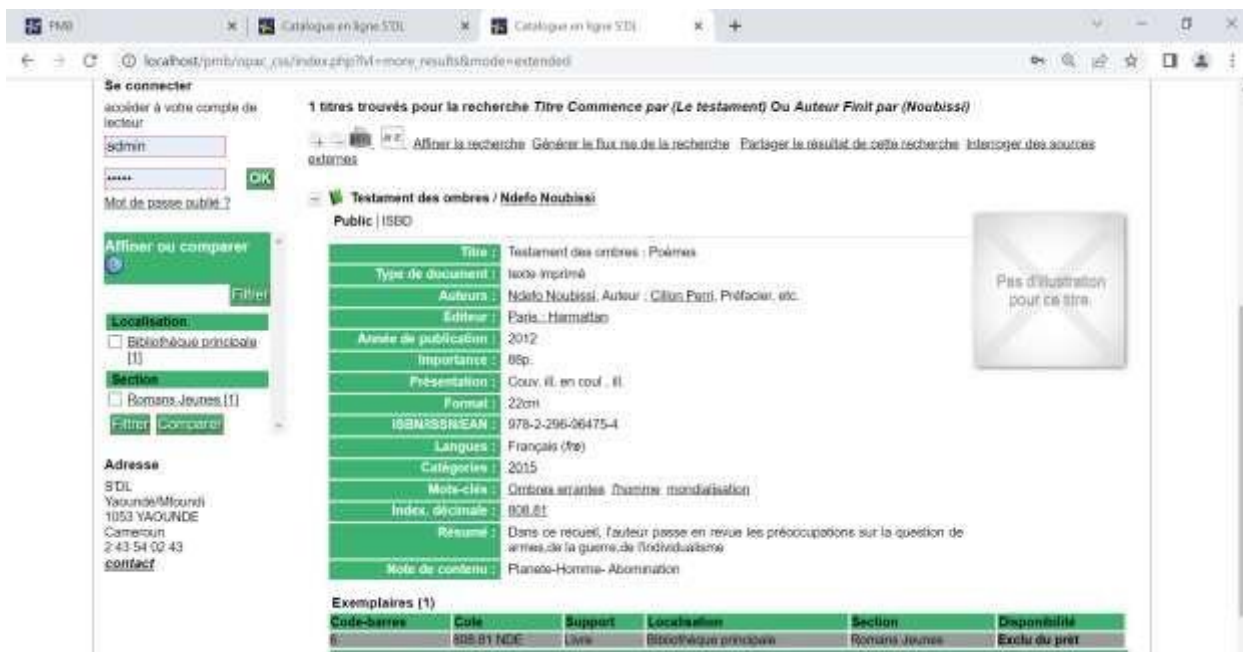 PMB
Catalogue en ligne S'DL
Catalogue en ligne S'DL
localhost/pmb/opac_css/index.php?lvl=more_results&mode=extended
Se connecter
accéder à votre compte de
lecteur
admin
•••••
OK
Mot de passe oublié ?
Affiner ou comparer
Filtrer
Localisation
Bibliothèque principale
[1]
Section
Romans Jeunes [1]
Filtrer Comparer
Adresse
S'DL
Yaoundé/Mfoundi
1053 YAOUNDE
Cameroun
2 43 54 02 43
contact
1 titres trouvés pour la recherche Titre Commence par (Le testament) Ou Auteur Finit par (Noubissi)
Affiner la recherche Générer le flux rss de la recherche Partager le résultat de cette recherche Interroger des sources
externes
Testament des ombres / Ndefo Noubissi
Public ISBD
Titre : Testament des ombres : Poèmes
Type de document : texte imprimé
Auteurs : Ndefo Noubissi, Auteur ; Préfacier, etc.
Editeur : Paris : Harmattan
Année de publication : 2012
Importance : 88p.
Présentation : Couv. ill. en coul , ill.
Format : 22cm
ISBN/ISSN/EAN : 978-2-296-06475-4
Langues : Français (fre)
Catégories : 2015
Mots-clés : Ombres errantes l'homme mondialisation
Index. décimale : 808.81
Résumé : Dans ce recueil, l'auteur passe en revue les préoccupations sur la question de
armes,de la guerre,de l'individualisme
Note de contenu : Planete-Homme- Abomination
Pas d'illustration
pour ce titre
Exemplaires (1)
Code-barres Cote Support Localisation Section Disponibilité
6 808.81 NDE Livre Bibliothèque principale Romans Jeunes Exclu du prêt